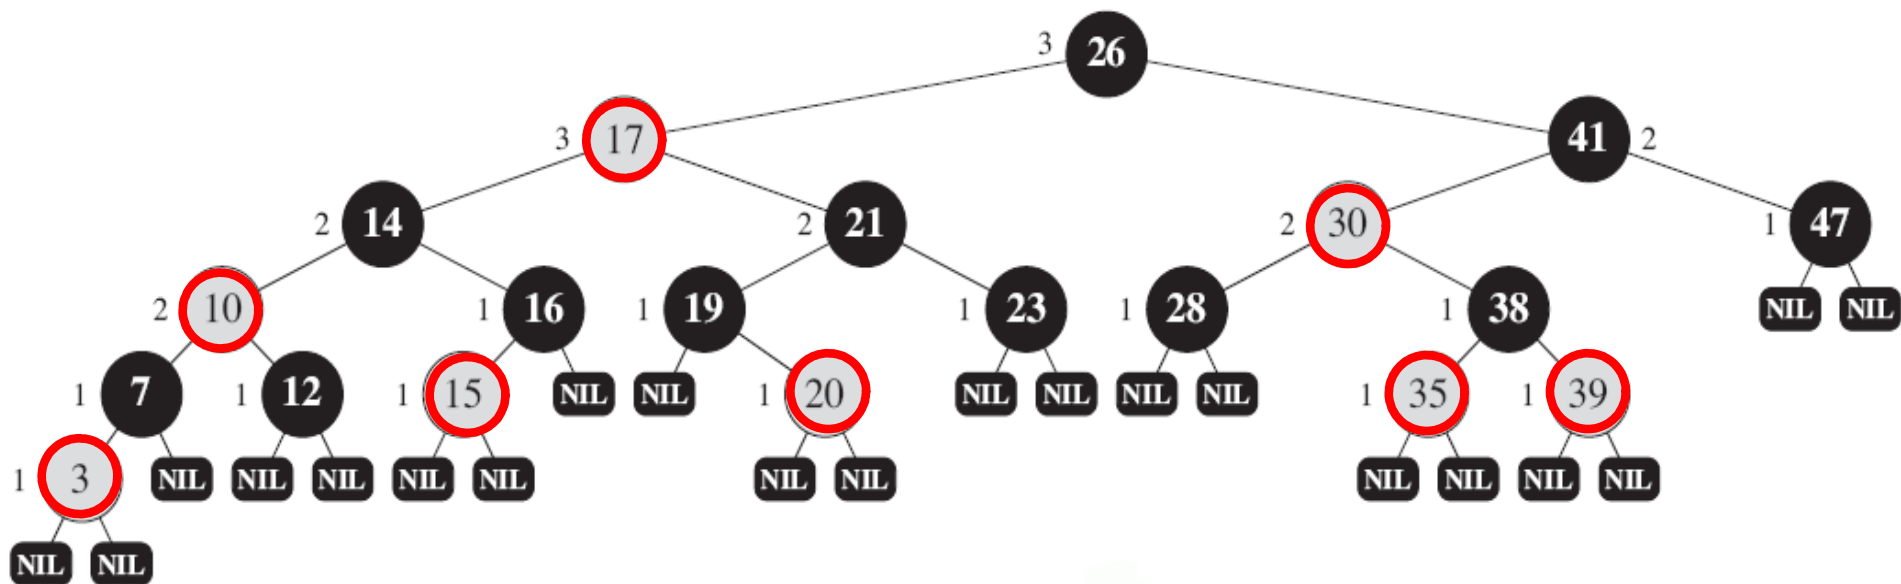 3 26
3 17 41 2
2 14 2 21 2 30 1 47
2 10 1 16 1 19 1 23 1 28 1 38 NIL NIL
1 7 1 12 1 15 NIL NIL 1 20 NIL NIL NIL NIL 1 35 1 39
1 3 NIL NIL NIL NIL NIL NIL NIL NIL NIL NIL NIL
NIL NIL